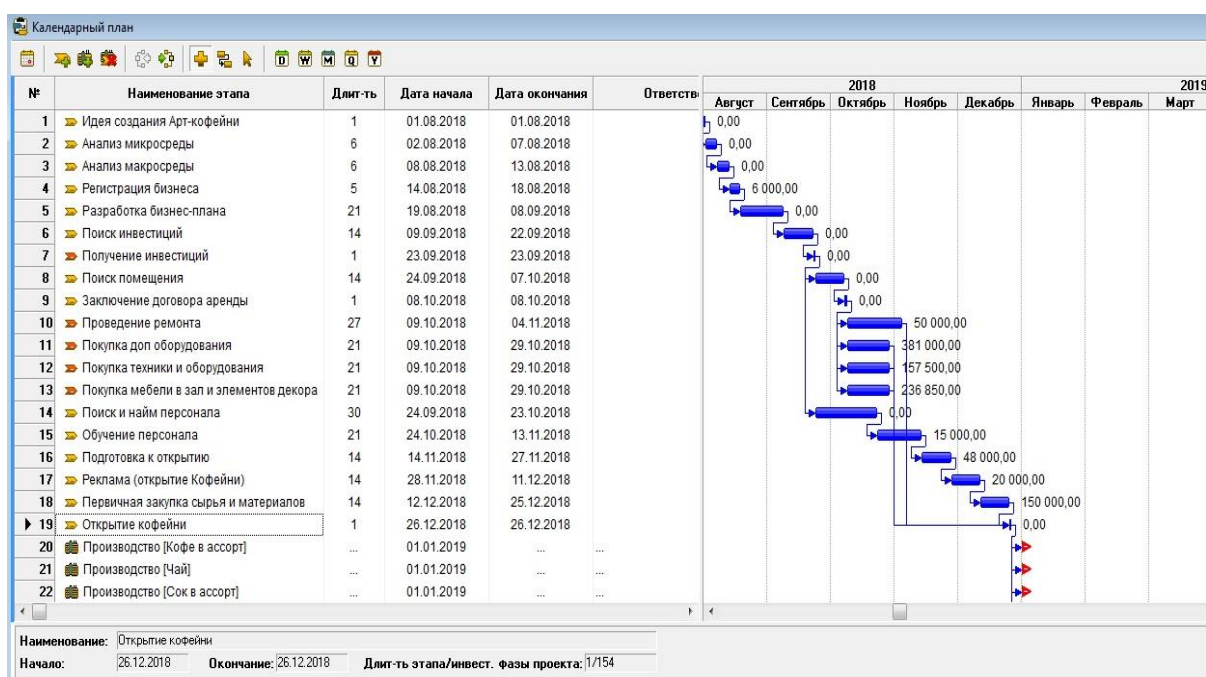 Календарный план
D W M Q Y
№ Наименование этапа Длит-ть Дата начала Дата окончания Ответств
2018 2019
Август Сентябрь Октябрь Ноябрь Декабрь Январь Февраль Март
1 Идея создания Арт-кофейни 1 01.08.2018 01.08.2018 0,00
2 Анализ микросреды 6 02.08.2018 07.08.2018 0,00
3 Анализ макросреды 6 08.08.2018 13.08.2018 0,00
4 Регистрация бизнеса 5 14.08.2018 18.08.2018 6 000,00
5 Разработка бизнес-плана 21 19.08.2018 08.09.2018 0,00
6 Поиск инвестиций 14 09.09.2018 22.09.2018 0,00
7 Получение инвестиций 1 23.09.2018 23.09.2018 0,00
8 Поиск помещения 14 24.09.2018 07.10.2018 0,00
9 Заключение договора аренды 1 08.10.2018 08.10.2018 0,00
10 Проведение ремонта 27 09.10.2018 04.11.2018 50 000,00
11 Покупка доп оборудования 21 09.10.2018 29.10.2018 381 000,00
12 Покупка техники и оборудования 21 09.10.2018 29.10.2018 157 500,00
13 Покупка мебели в зал и элементов декора 21 09.10.2018 29.10.2018 236 850,00
14 Поиск и найм персонала 30 24.09.2018 23.10.2018 0,00
15 Обучение персонала 21 24.10.2018 13.11.2018 15 000,00
16 Подготовка к открытию 14 14.11.2018 27.11.2018 48 000,00
17 Реклама (открытие Кофейни) 14 28.11.2018 11.12.2018 20 000,00
18 Первичная закупка сырья и материалов 14 12.12.2018 25.12.2018 150 000,00
19 Открытие кофейни 1 26.12.2018 26.12.2018 0,00
20 Производство [Кофе в ассорт] ... 01.01.2019 ... ...
21 Производство [Чай] ... 01.01.2019 ... ...
22 Производство [Сок в ассорт] ... 01.01.2019 ... ...
Наименование: Открытие кофейни
Начало: 26.12.2018 Окончание: 26.12.2018 Длит-ть этапа/инвест. фазы проекта: 1/154